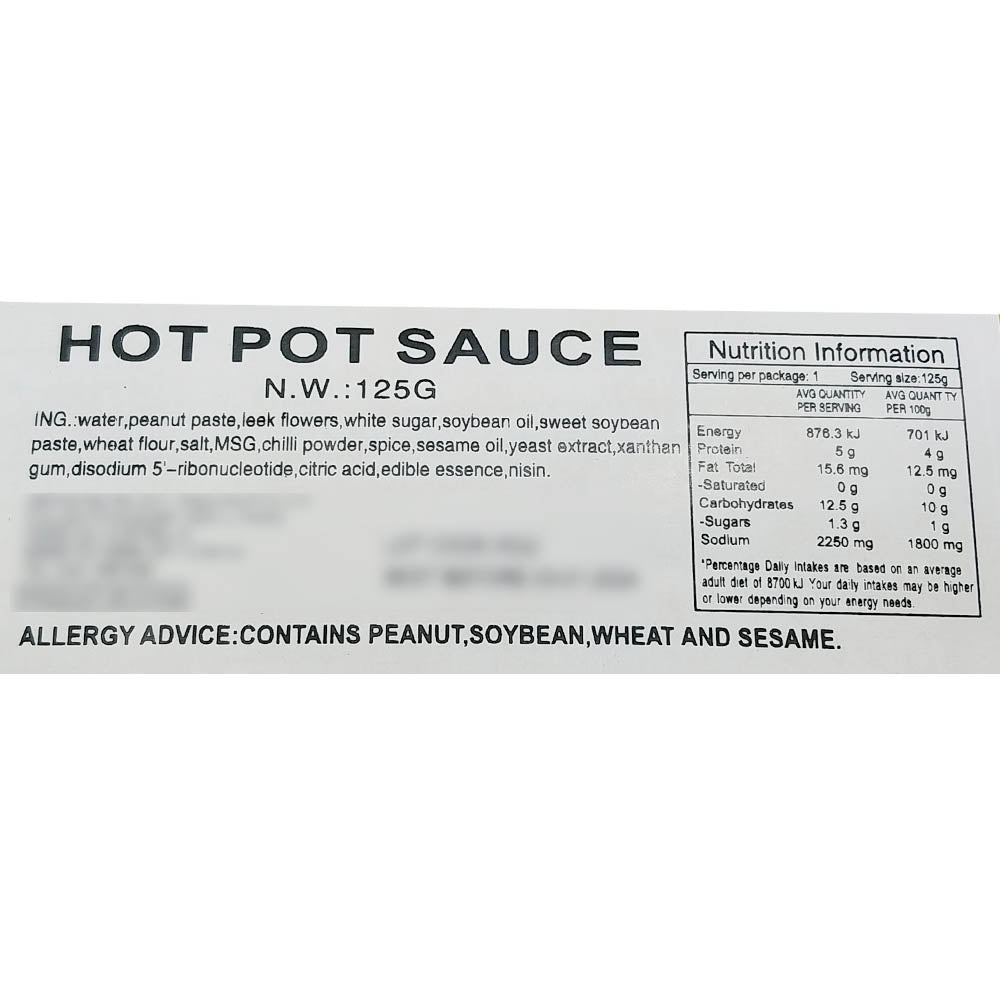 HOT POT SAUCE
N.W.:125G
ING.:water,peanut paste,leek flowers,white sugar,soybean oil,sweet soybean
paste,wheat flour,salt,MSG,chilli powder,spice,sesame oil,yeast extract,xanthan
gum,disodium 5'-ribonucleotide,citric acid,edible essence,nisin.
ALLERGY ADVICE:CONTAINS PEANUT,SOYBEAN,WHEAT AND SESAME.
Nutrition Information
Serving per package: 1 Serving size:125g
AVG QUANTITY AVG QUANT TY
PER SERVING PER 100g
Energy 876.3 kJ 701 kJ
Protein 5 g 4 g
Fat Total 15.6 mg 12.5 mg
-Saturated 0 g 0 g
Carbohydrates 12.5 g 10 g
-Sugars 1.3 g 1 g
Sodium 2250 mg 1800 mg
*Percentage Daily Intakes are based on an average
adult diet of 8700 kJ Your daily intakes may be higher
or lower depending on your energy needs.